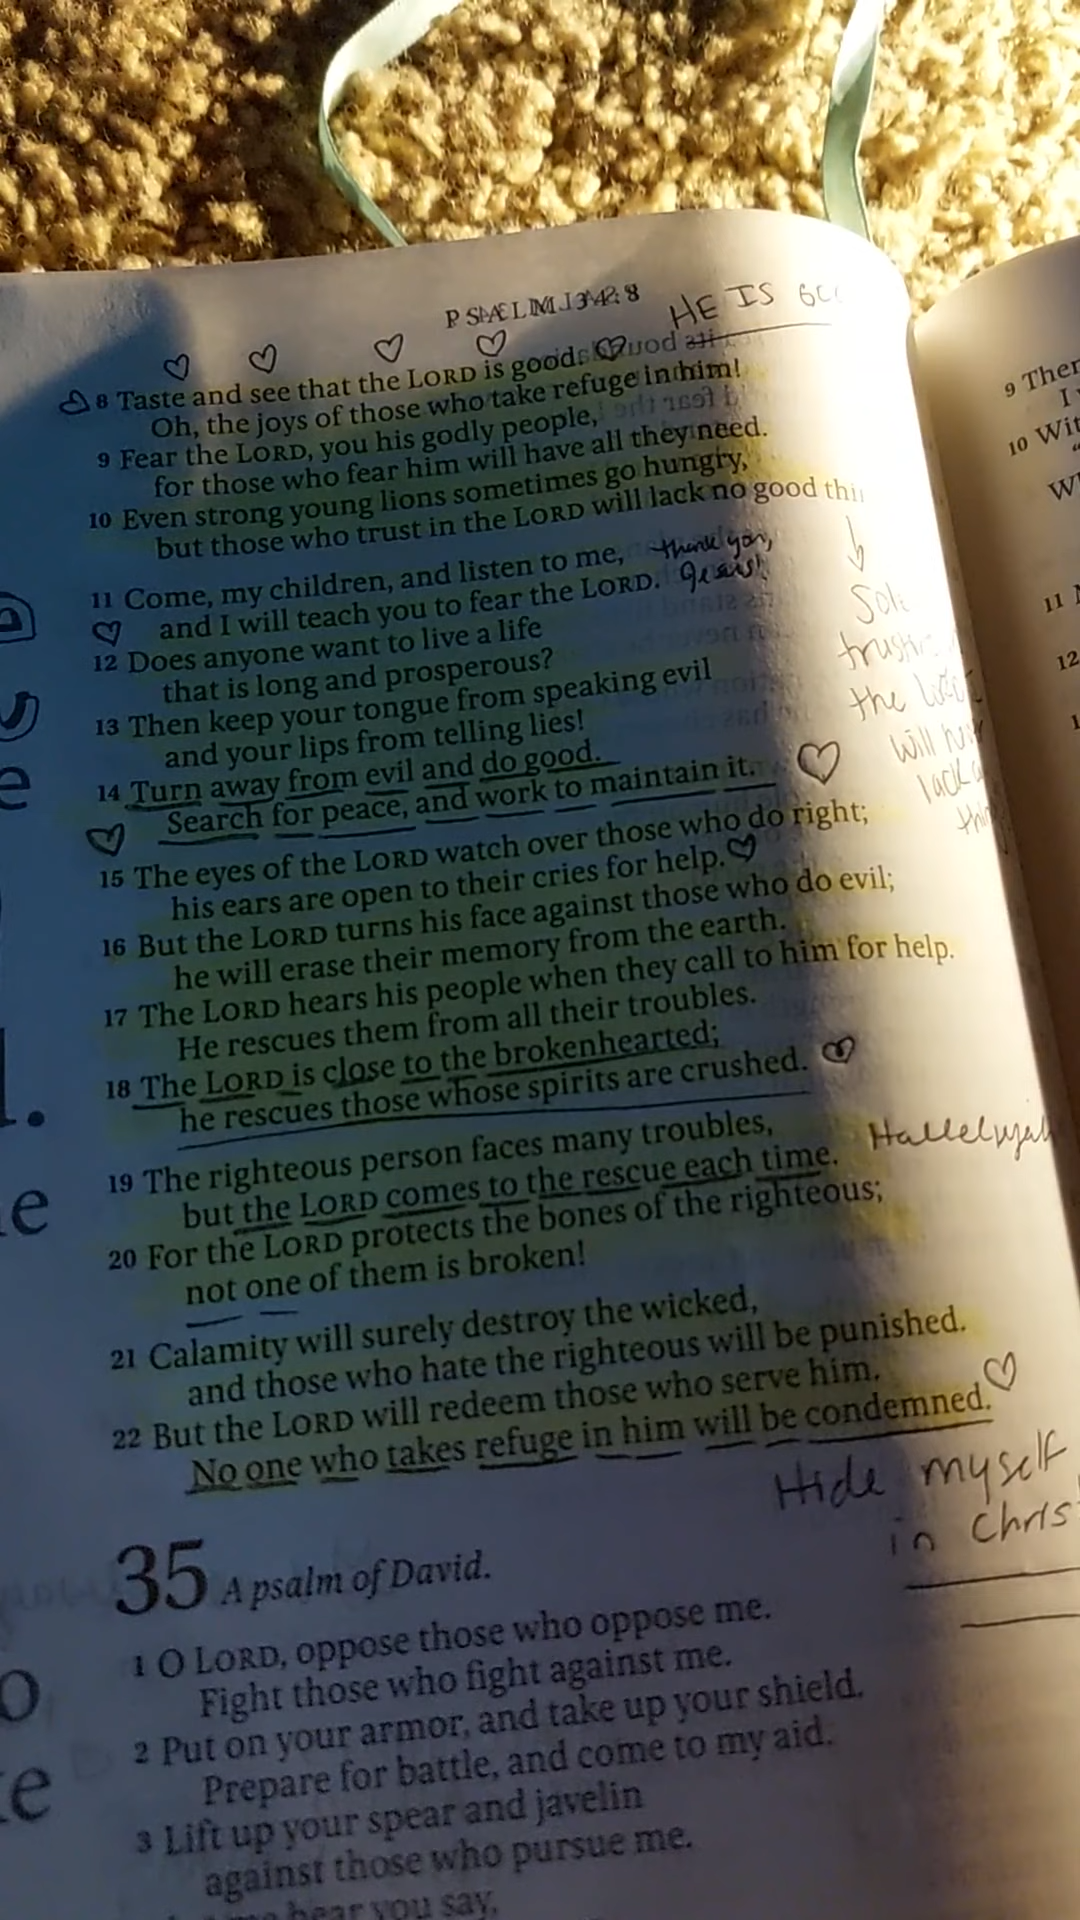 PSALM 34:8
HE IS
8 Taste and see that the LORD is good.
Oh, the joys of those who take refuge in him!
9 Fear the LORD, you his godly people,
for those who fear him will have all they need.
10 Even strong young lions sometimes go hungry,
but those who trust in the LORD will lack no good
11 Come, my children, and listen to me, thank you,
and I will teach you to fear the LORD. Jesus!
12 Does anyone want to live a life
that is long and prosperous?
13 Then keep your tongue from speaking evil
and your lips from telling lies!
14 Turn away from evil and do good.
Search for peace, and work to maintain it.
the
will
lack
15 The eyes of the LORD watch over those who do right;
his ears are open to their cries for help.
16 But the LORD turns his face against those who do evil;
he will erase their memory from the earth.
17 The LORD hears his people when they call to him for help.
He rescues them from all their troubles.
18 The LORD is close to the brokenhearted;
he rescues those whose spirits are crushed.
19 The righteous person faces many troubles,
but the LORD comes to the rescue each time. Hallelujah
20 For the LORD protects the bones of the righteous;
not one of them is broken!
21 Calamity will surely destroy the wicked,
and those who hate the righteous will be punished.
22 But the LORD will redeem those who serve him.
No one who takes refuge in him will be condemned.
Hide myself
in Christ
35 A psalm of David.
1 O LORD, oppose those who oppose me.
Fight those who fight against me.
2 Put on your armor, and take up your shield.
Prepare for battle, and come to my aid.
3 Lift up your spear and javelin
against those who pursue me.
hear you say,
9
10
11
12